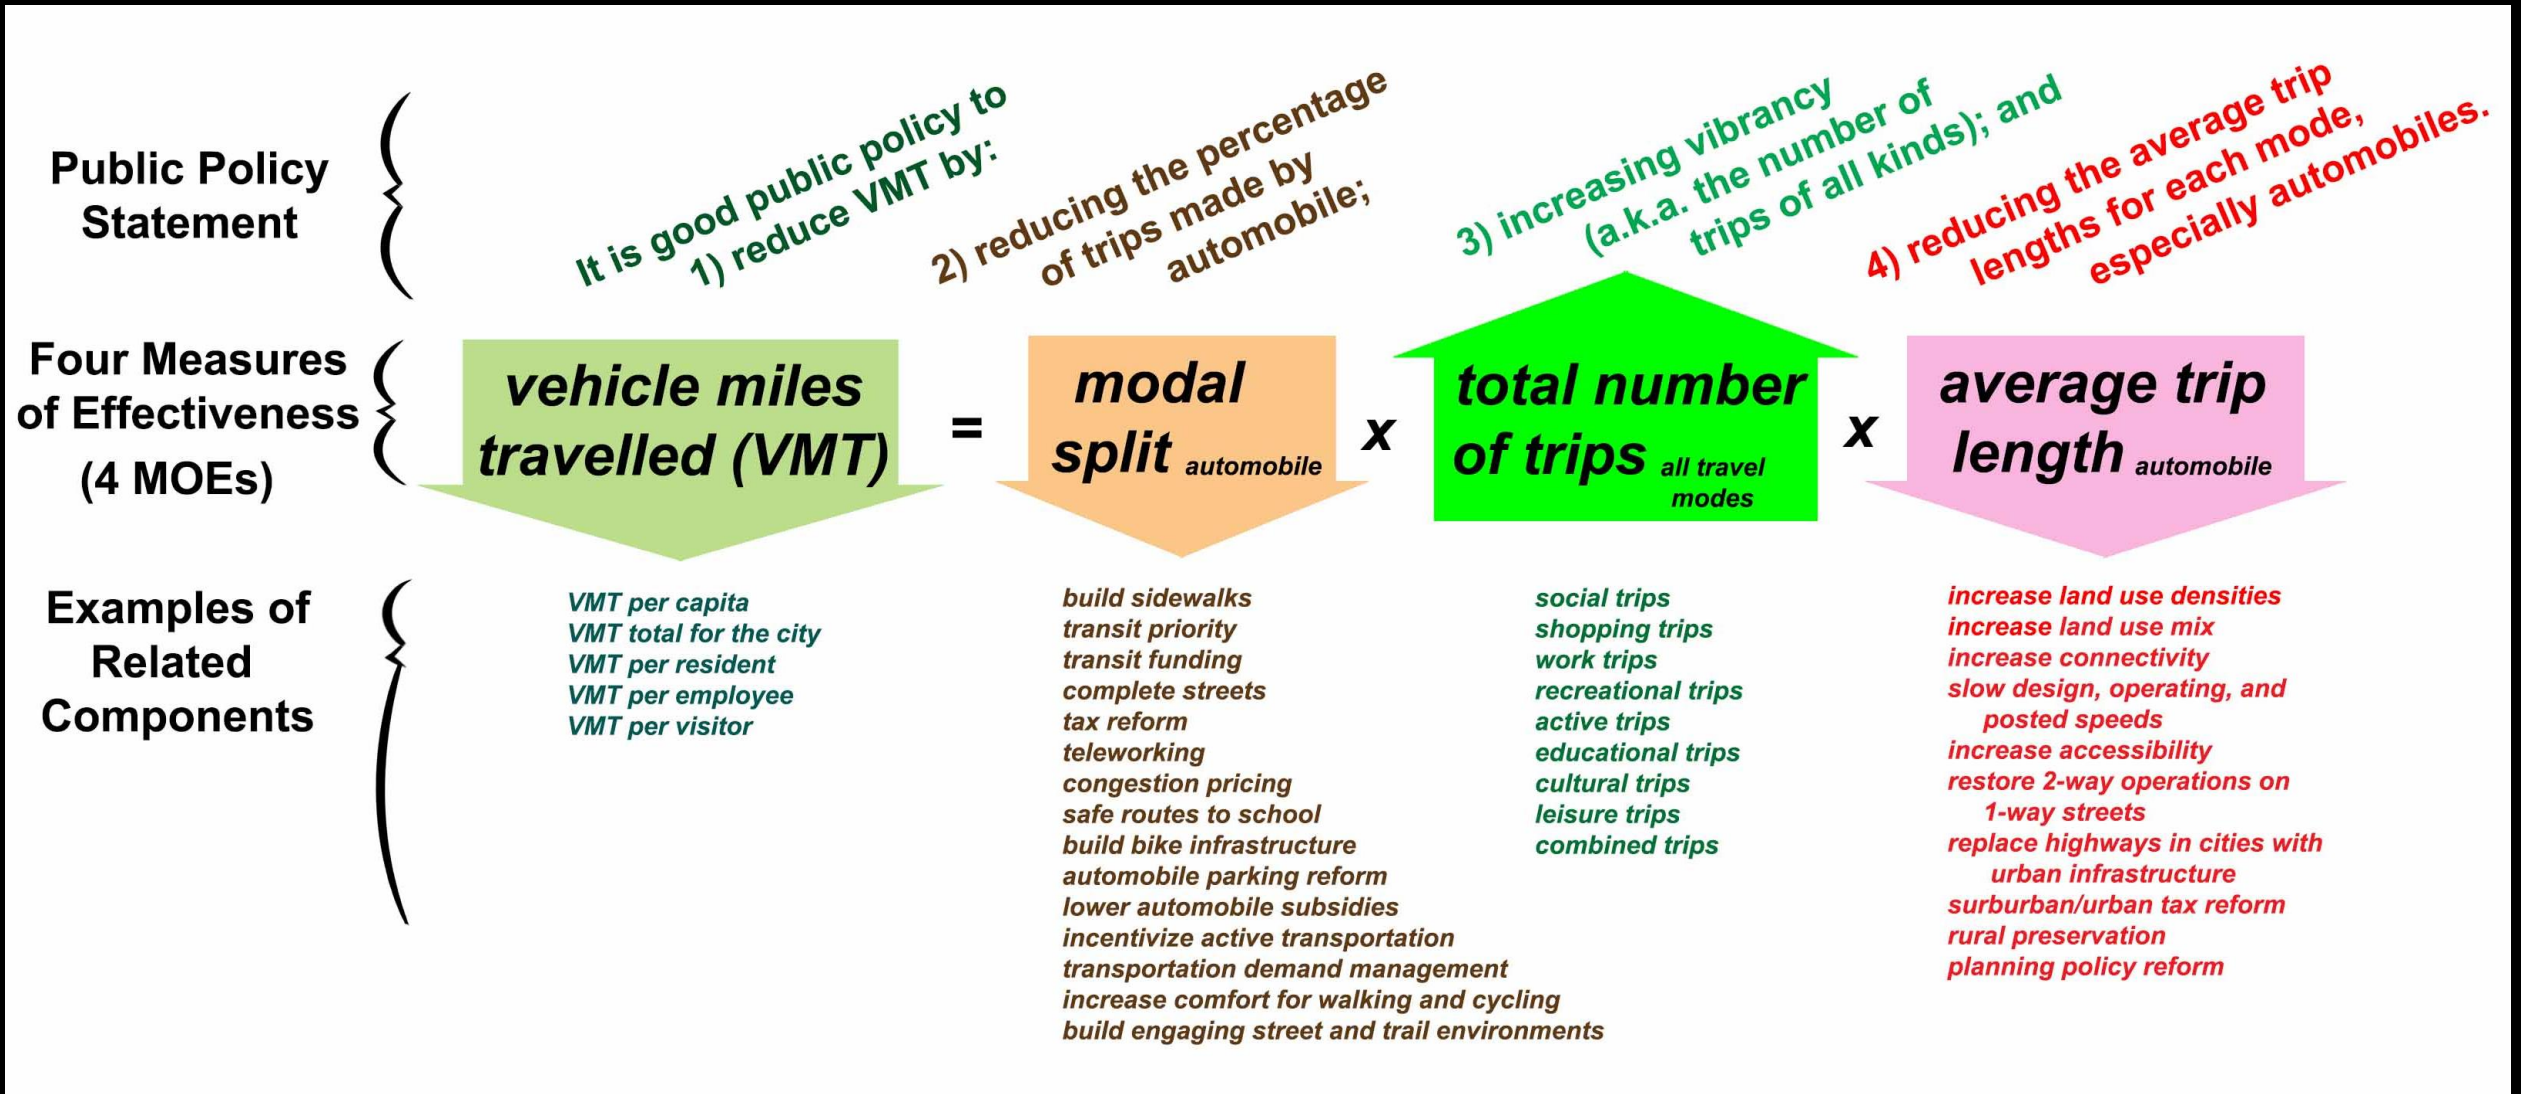 Public Policy
Statement
It is good public policy to
1) reduce VMT by:
2) reducing the percentage
of trips made by
automobile;
3) increasing vibrancy
(a.k.a. the number of
trips of all kinds); and
4) reducing the average trip
lengths for each mode,
especially automobiles.
Four Measures
of Effectiveness
(4 MOEs)
vehicle miles
travelled (VMT)
=
modal
split automobile
x
total number
of trips all travel
modes
x
average trip
length automobile
Examples of
Related
Components
VMT per capita
VMT total for the city
VMT per resident
VMT per employee
VMT per visitor
build sidewalks
transit priority
transit funding
complete streets
tax reform
teleworking
congestion pricing
safe routes to school
build bike infrastructure
automobile parking reform
lower automobile subsidies
incentivize active transportation
transportation demand management
increase comfort for walking and cycling
build engaging street and trail environments
social trips
shopping trips
work trips
recreational trips
active trips
educational trips
cultural trips
leisure trips
combined trips
increase land use densities
increase land use mix
increase connectivity
slow design, operating, and
posted speeds
increase accessibility
restore 2-way operations on
1-way streets
replace highways in cities with
urban infrastructure
surburban/urban tax reform
rural preservation
planning policy reform